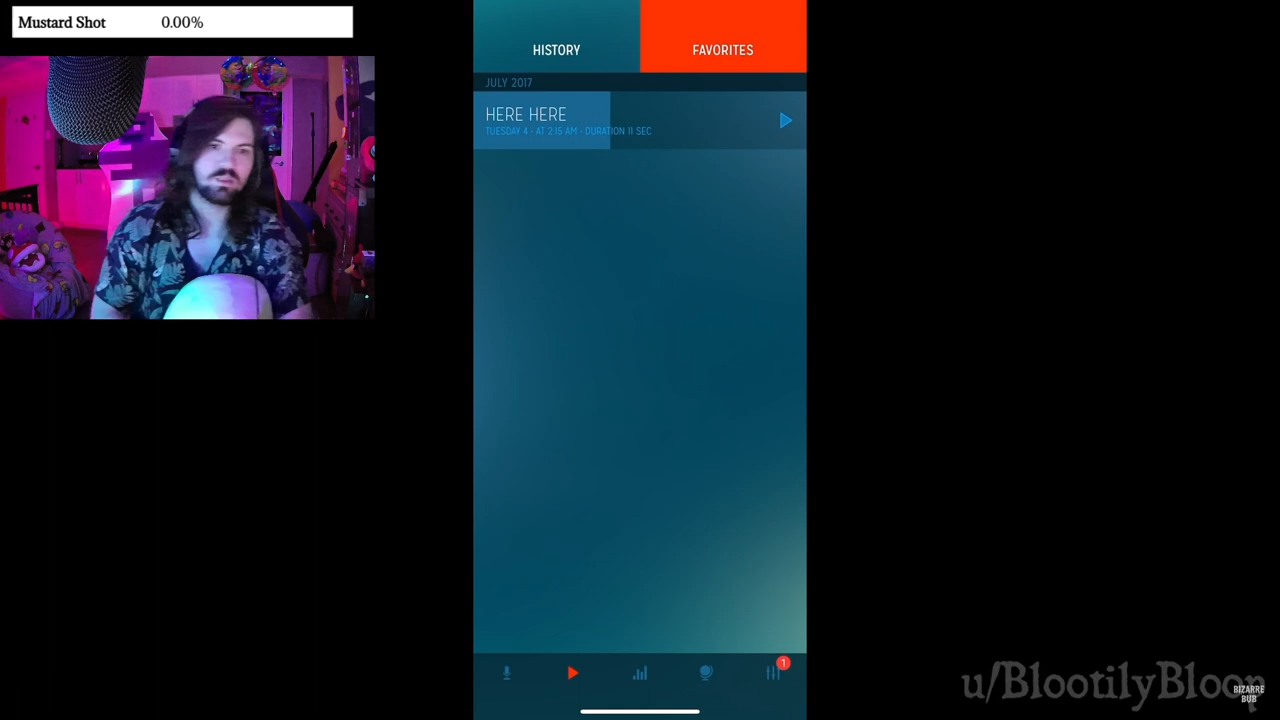 Mustard Shot 0.00%
HISTORY FAVORITES
JULY 2017
HERE HERE
TUESDAY 4 - AT 2:15 AM - DURATION 11 SEC
1
u/BlootilyBloop
BIZARRE
BUB